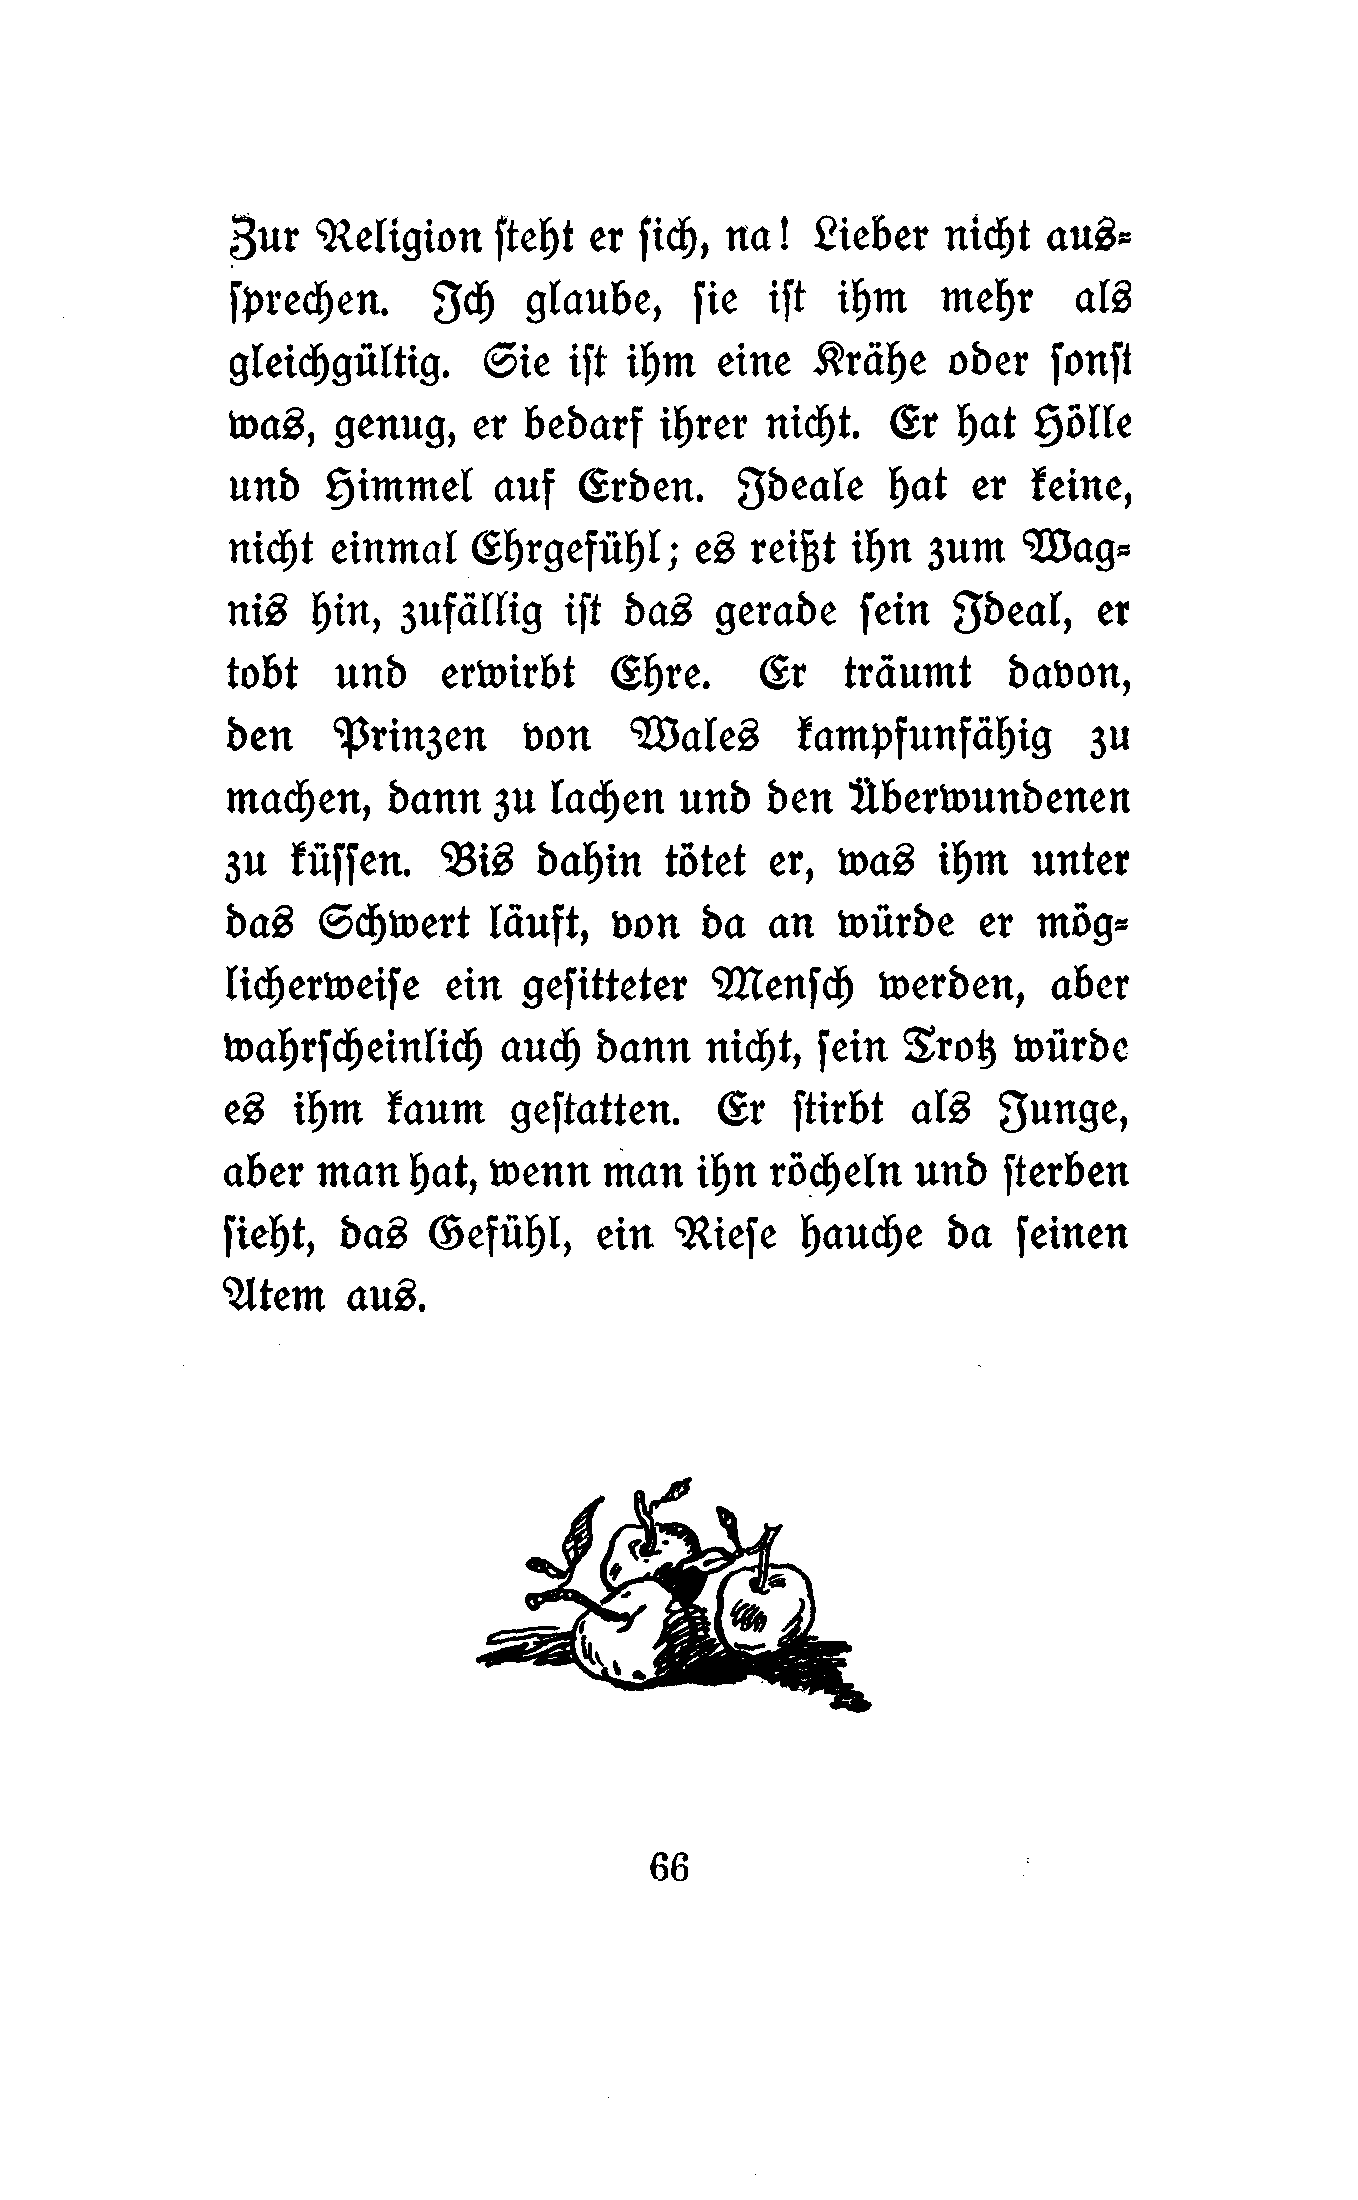 Zur Religion ſteht er ſich, na! Lieber nicht aus⸗
ſprechen. Ich glaube, ſie iſt ihm mehr als
gleichgültig. Sie iſt ihm eine Krähe oder ſonſt
was, genug, er bedarf ihrer nicht. Er hat Hölle
und Himmel auf Erden. Ideale hat er keine,
nicht einmal Ehrgefühl; es reißt ihn zum Wag⸗
nis hin, zufällig iſt das gerade ſein Ideal, er
tobt und erwirbt Ehre. Er träumt davon,
den Prinzen von Wales kampfunfähig zu
machen, dann zu lachen und den Überwundenen
zu küſſen. Bis dahin tötet er, was ihm unter
das Schwert läuft, von da an würde er mög⸗
licherweiſe ein geſitteter Menſch werden, aber
wahrſcheinlich auch dann nicht, ſein Trotz würde
es ihm kaum geſtatten. Er ſtirbt als Junge,
aber man hat, wenn man ihn röcheln und ſterben
ſieht, das Gefühl, ein Rieſe hauche da ſeinen
Atem aus.
66